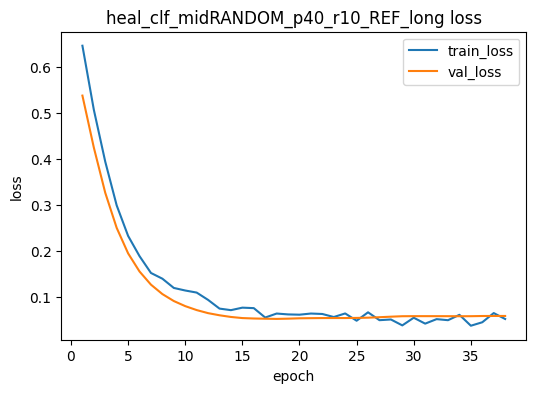 heal_clf_midRANDOM_p40_r10_REF_long loss
train_loss
val_loss
loss
0.6
0.5
0.4
0.3
0.2
0.1
0 5 10 15 20 25 30 35
epoch